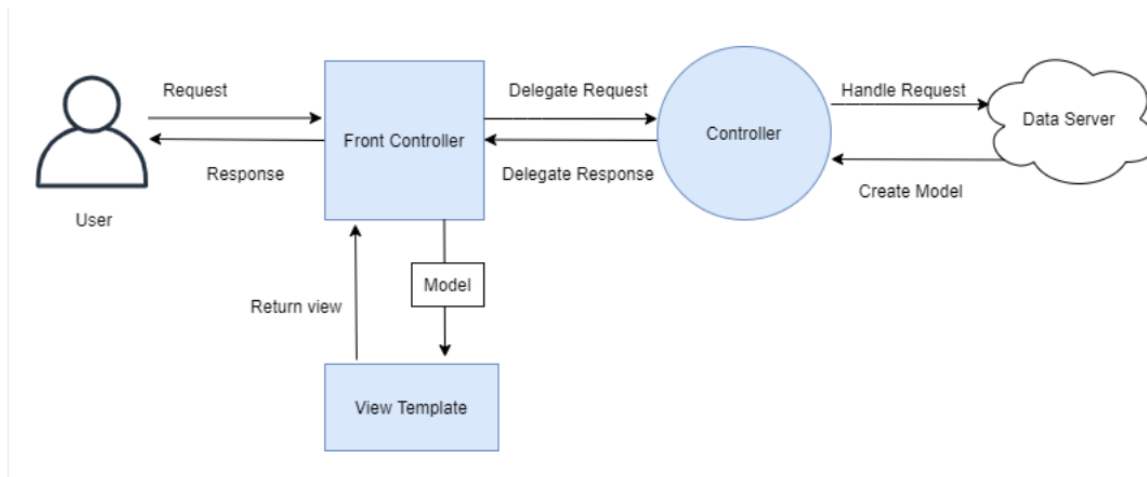 Request
Response
User
Front Controller
Delegate Request
Delegate Response
Controller
Handle Request
Create Model
Data Server
Return view
Model
View Template